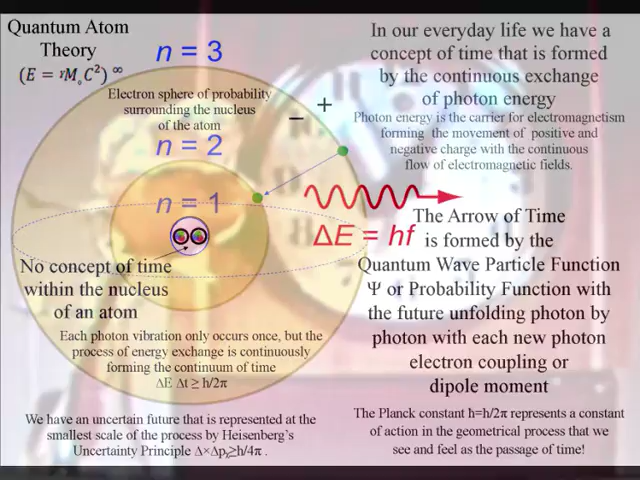 Quantum Atom
Theory
(E = γM₀C²)∞
n = 3
Electron sphere of probability
surrounding the nucleus
of the atom
n = 2
n = 1
− +
No concept of time
within the nucleus
of an atom
Each photon vibration only occurs once, but the
process of energy exchange is continuously
forming the continuum of time
ΔE Δt ≥ h/2π
We have an uncertain future that is represented at the
smallest scale of the process by Heisenberg's
Uncertainty Principle Δ×Δpₓ≥h/4π .
In our everyday life we have a
concept of time that is formed
by the continuous exchange
of photon energy
Photon energy is the carrier for electromagnetism
forming the movement of positive and
negative charge with the continuous
flow of electromagnetic fields.
ΔE = hf
The Arrow of Time
is formed by the
Quantum Wave Particle Function
Ψ or Probability Function with
the future unfolding photon by
photon with each new photon
electron coupling or
dipole moment
The Planck constant ħ=h/2π represents a constant
of action in the geometrical process that we
see and feel as the passage of time!